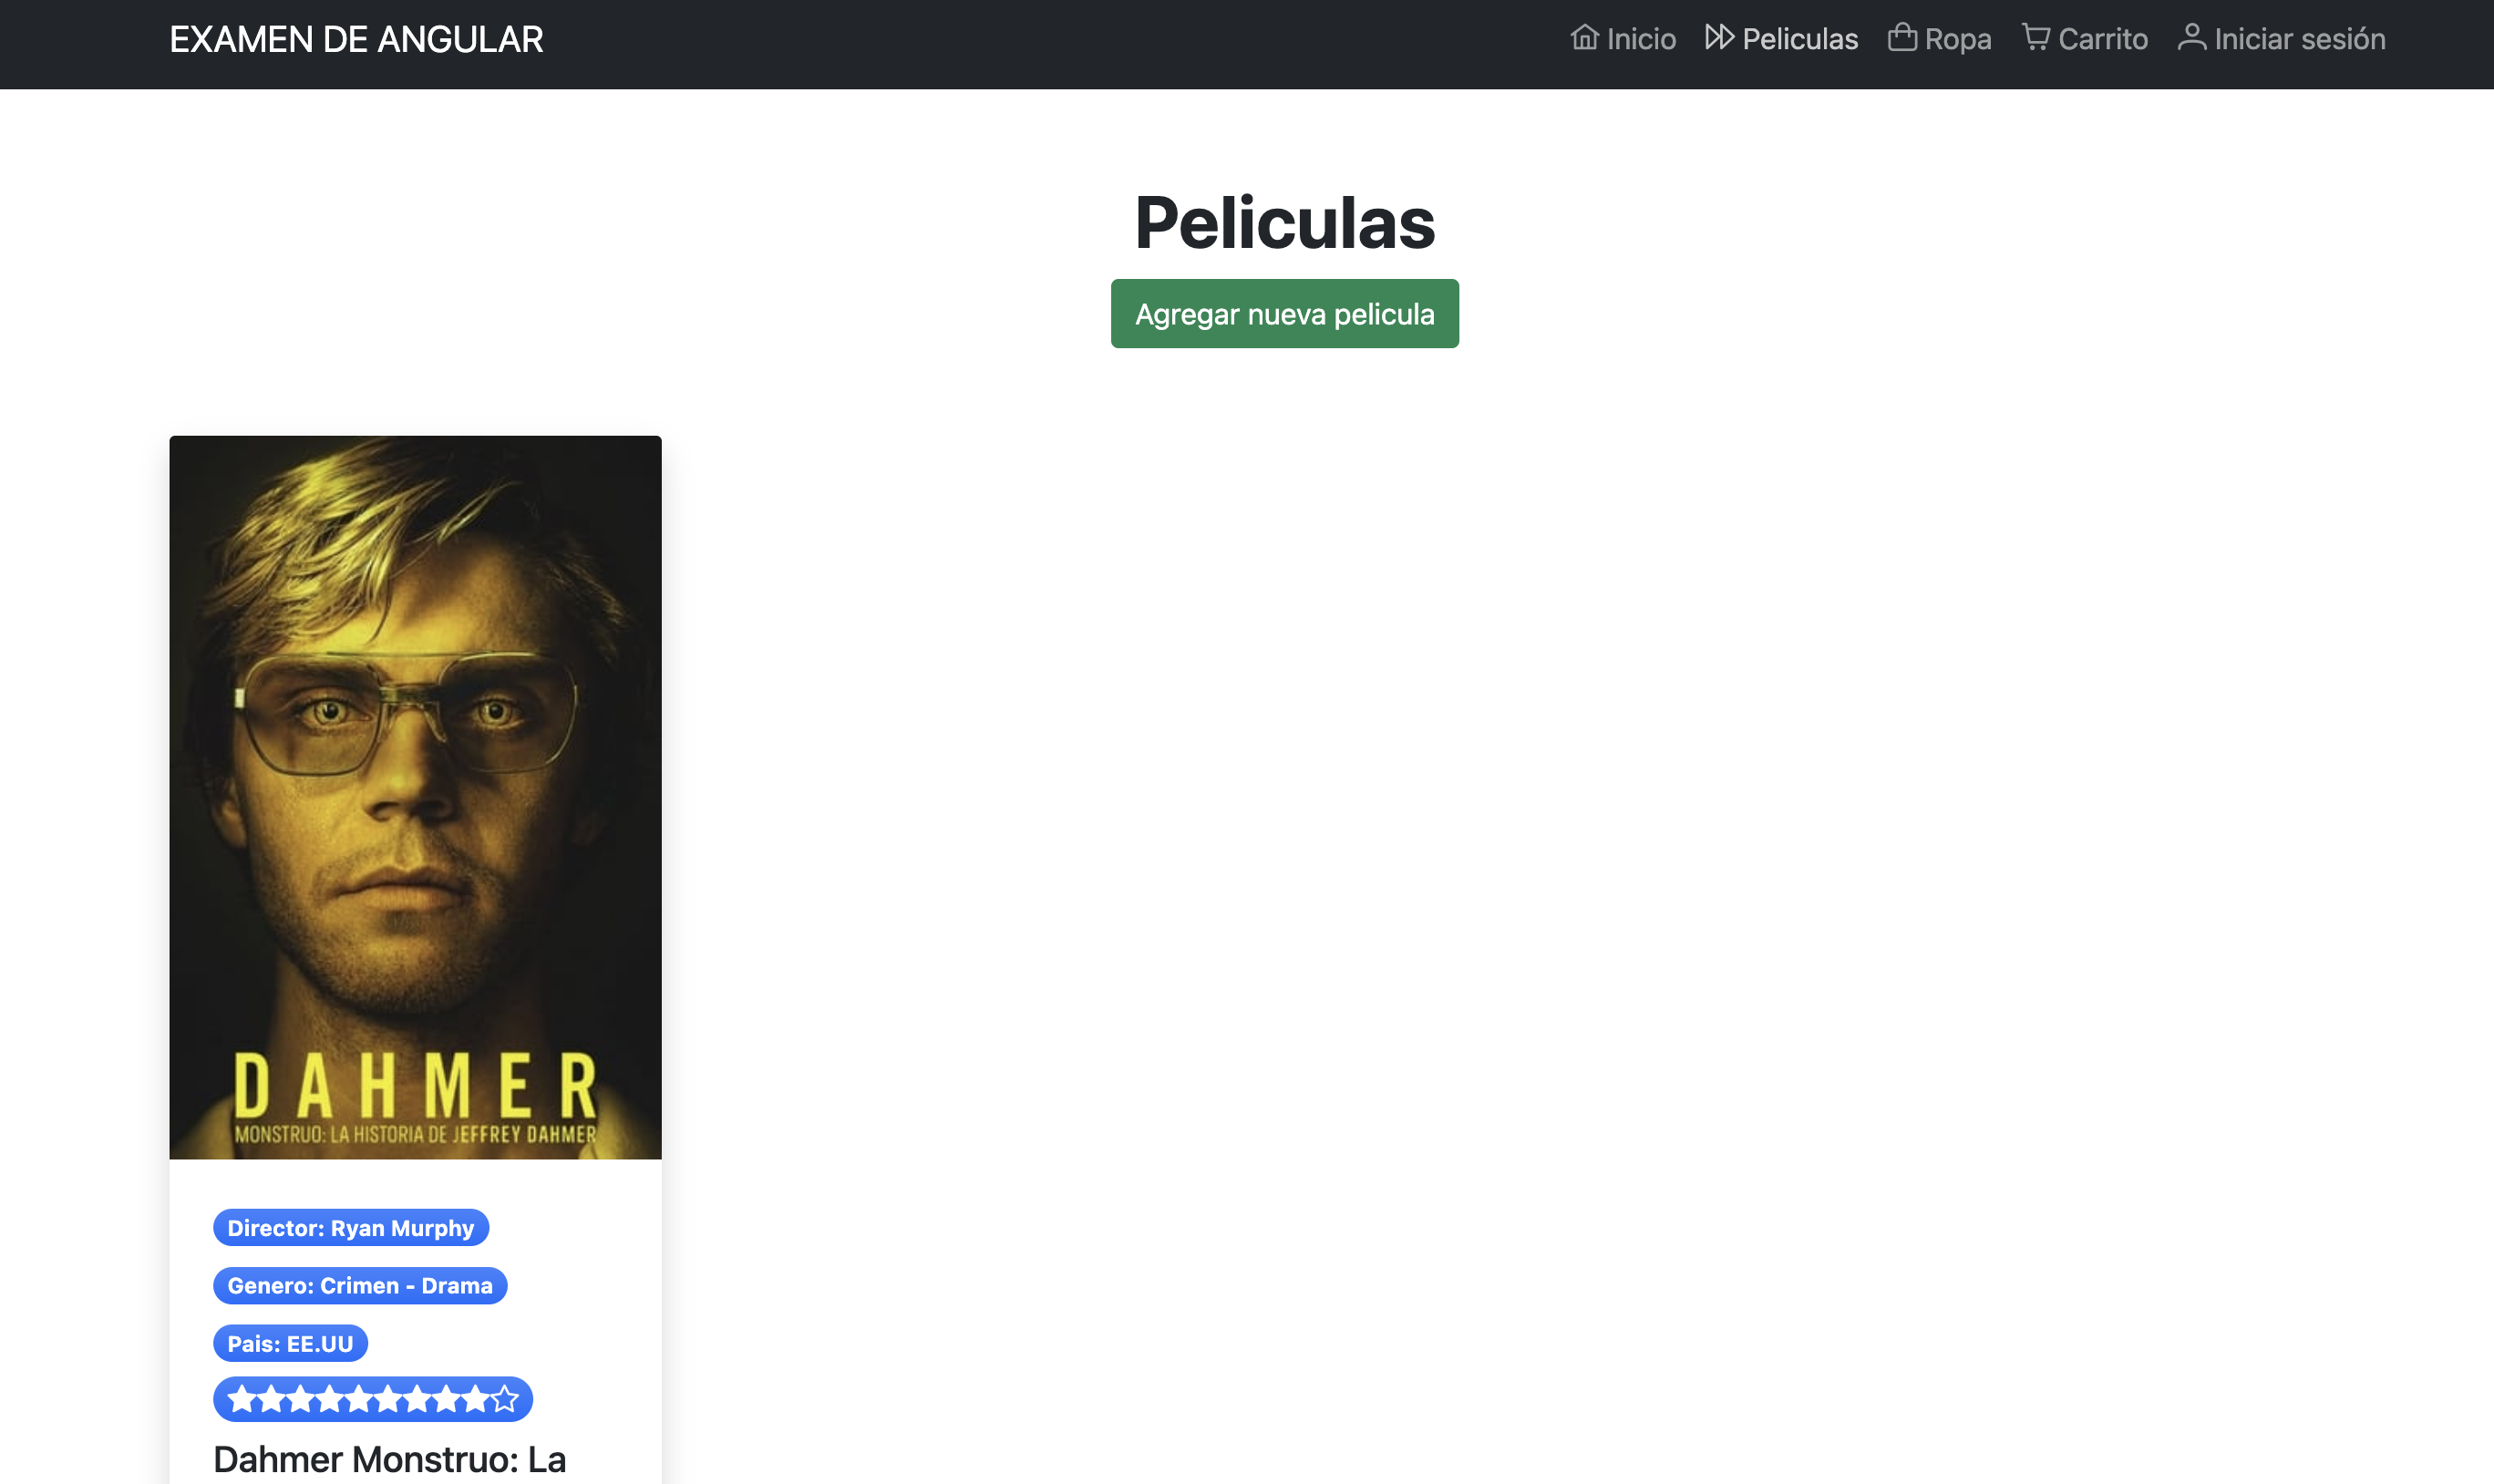 EXAMEN DE ANGULAR
Inicio
Peliculas
Ropa
Carrito
Iniciar sesión
Peliculas
Agregar nueva pelicula
DAHMER
MONSTRUO: LA HISTORIA DE JEFFREY DAHMER
Director: Ryan Murphy
Genero: Crimen - Drama
Pais: EE.UU
Dahmer Monstruo: La